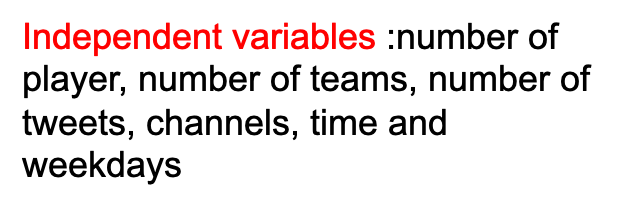 Independent variables :number of
player, number of teams, number of
tweets, channels, time and
weekdays